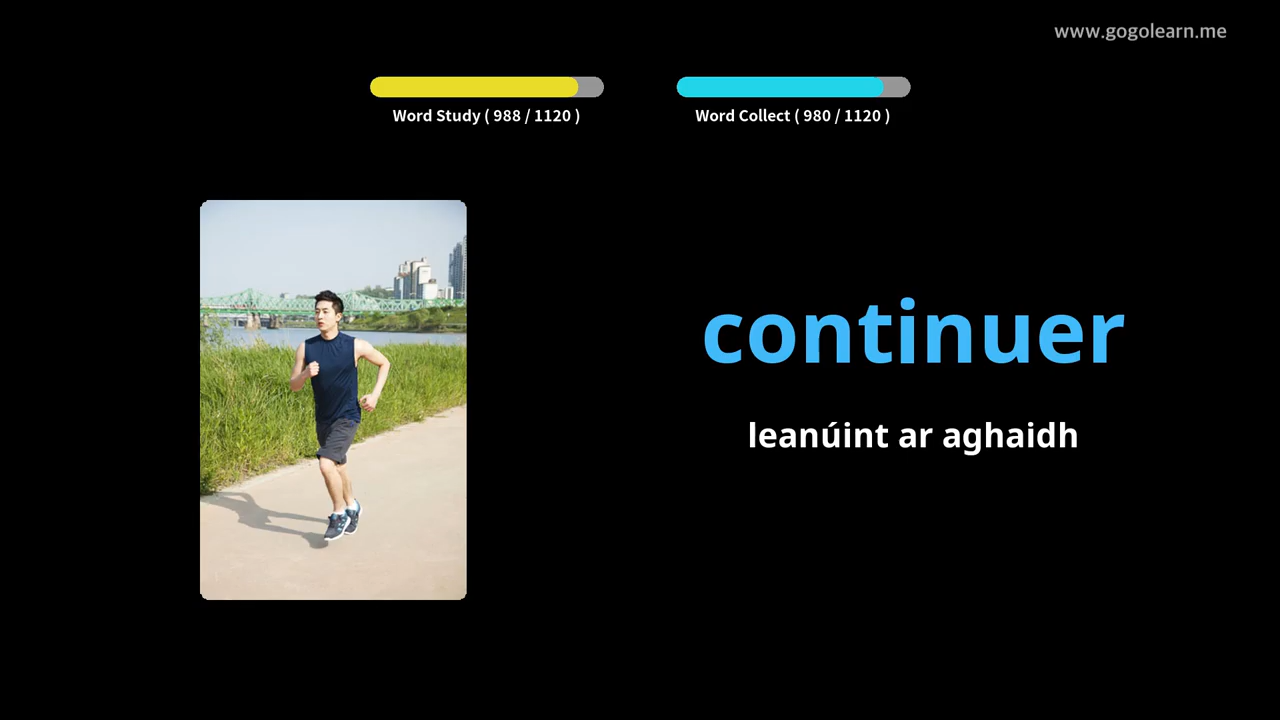 www.gogolearn.me
Word Study ( 988 / 1120 )
Word Collect ( 980 / 1120 )
continuer
leanúint ar aghaidh